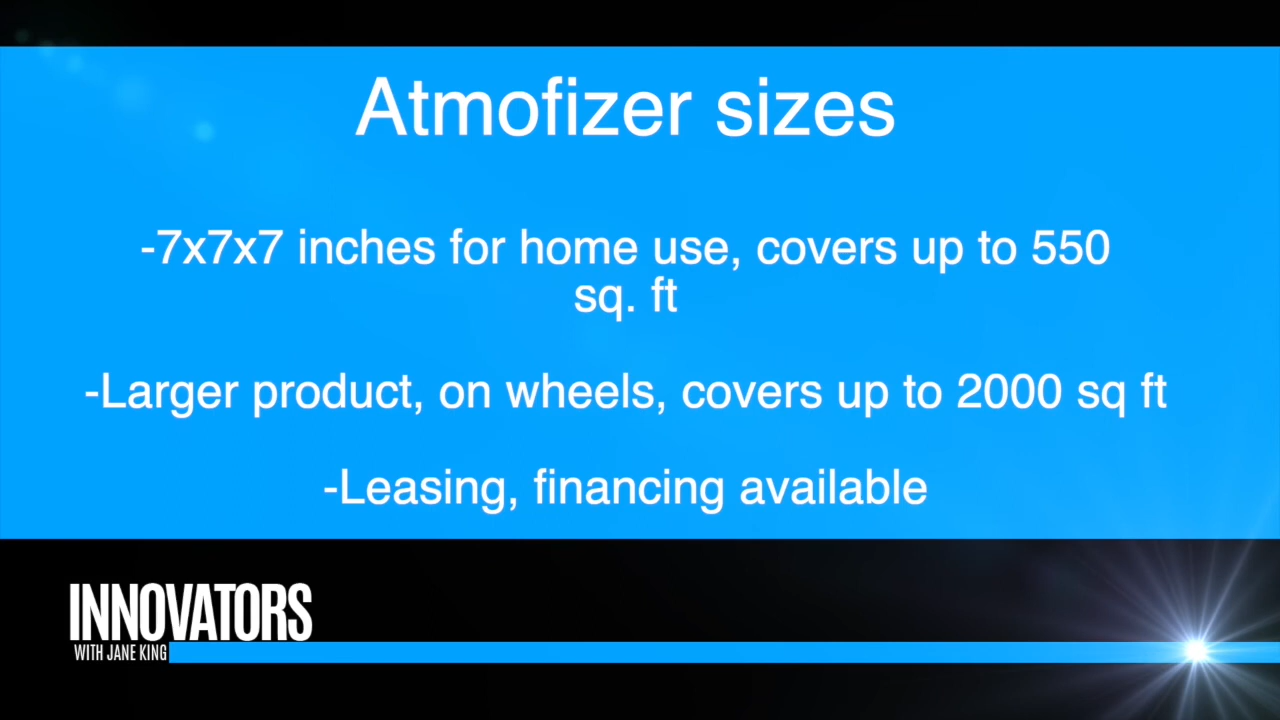 Atmofizer sizes
-7x7x7 inches for home use, covers up to 550
sq. ft
-Larger product, on wheels, covers up to 2000 sq ft
-Leasing, financing available
INNOVATORS
WITH JANE KING